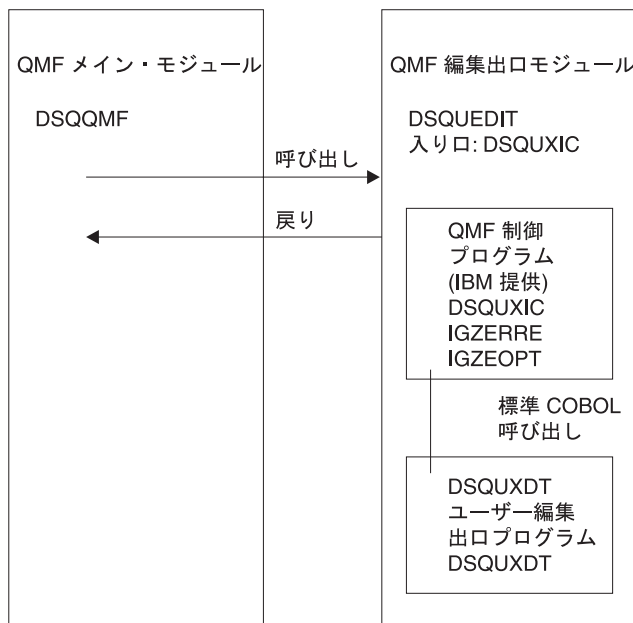 QMF メイン・モジュール
DSQQMF
呼び出し
戻り
QMF 編集出口モジュール
DSQUEDIT
入り口: DSQUXIC
QMF 制御
プログラム
(IBM 提供)
DSQUXIC
IGZERRE
IGZEOPT
標準 COBOL
呼び出し
DSQUXDT
ユーザー編集
出口プログラム
DSQUXDT